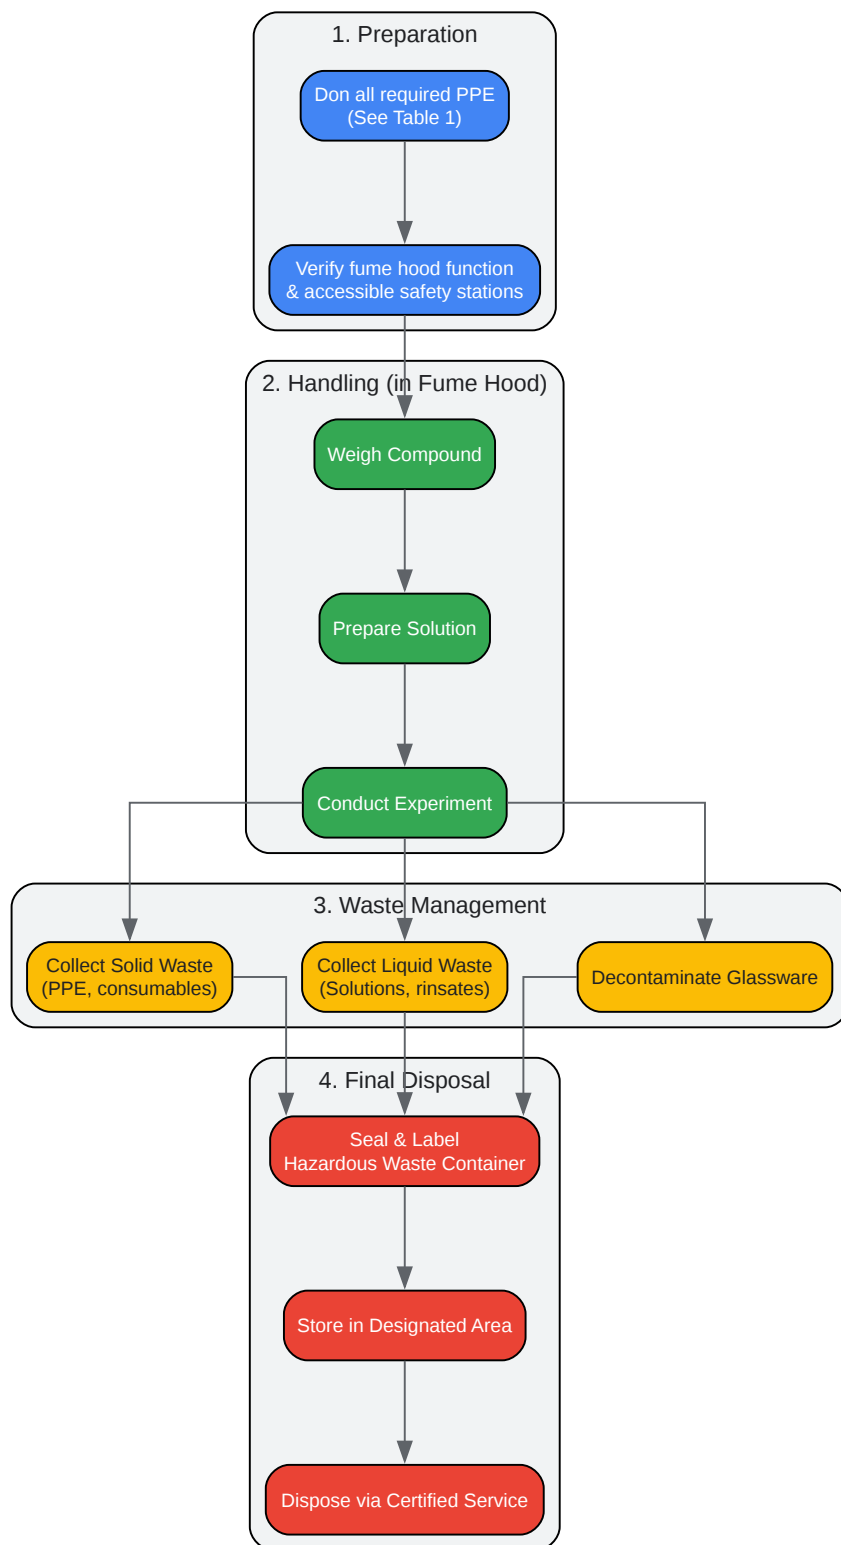 1. Preparation
Don all required PPE
(See Table 1)
Verify fume hood function
& accessible safety stations
2. Handling (in Fume Hood)
Weigh Compound
Prepare Solution
Conduct Experiment
3. Waste Management
Collect Solid Waste
(PPE, consumables)
Collect Liquid Waste
(Solutions, rinsates)
Decontaminate Glassware
4. Final Disposal
Seal & Label
Hazardous Waste Container
Store in Designated Area
Dispose via Certified Service